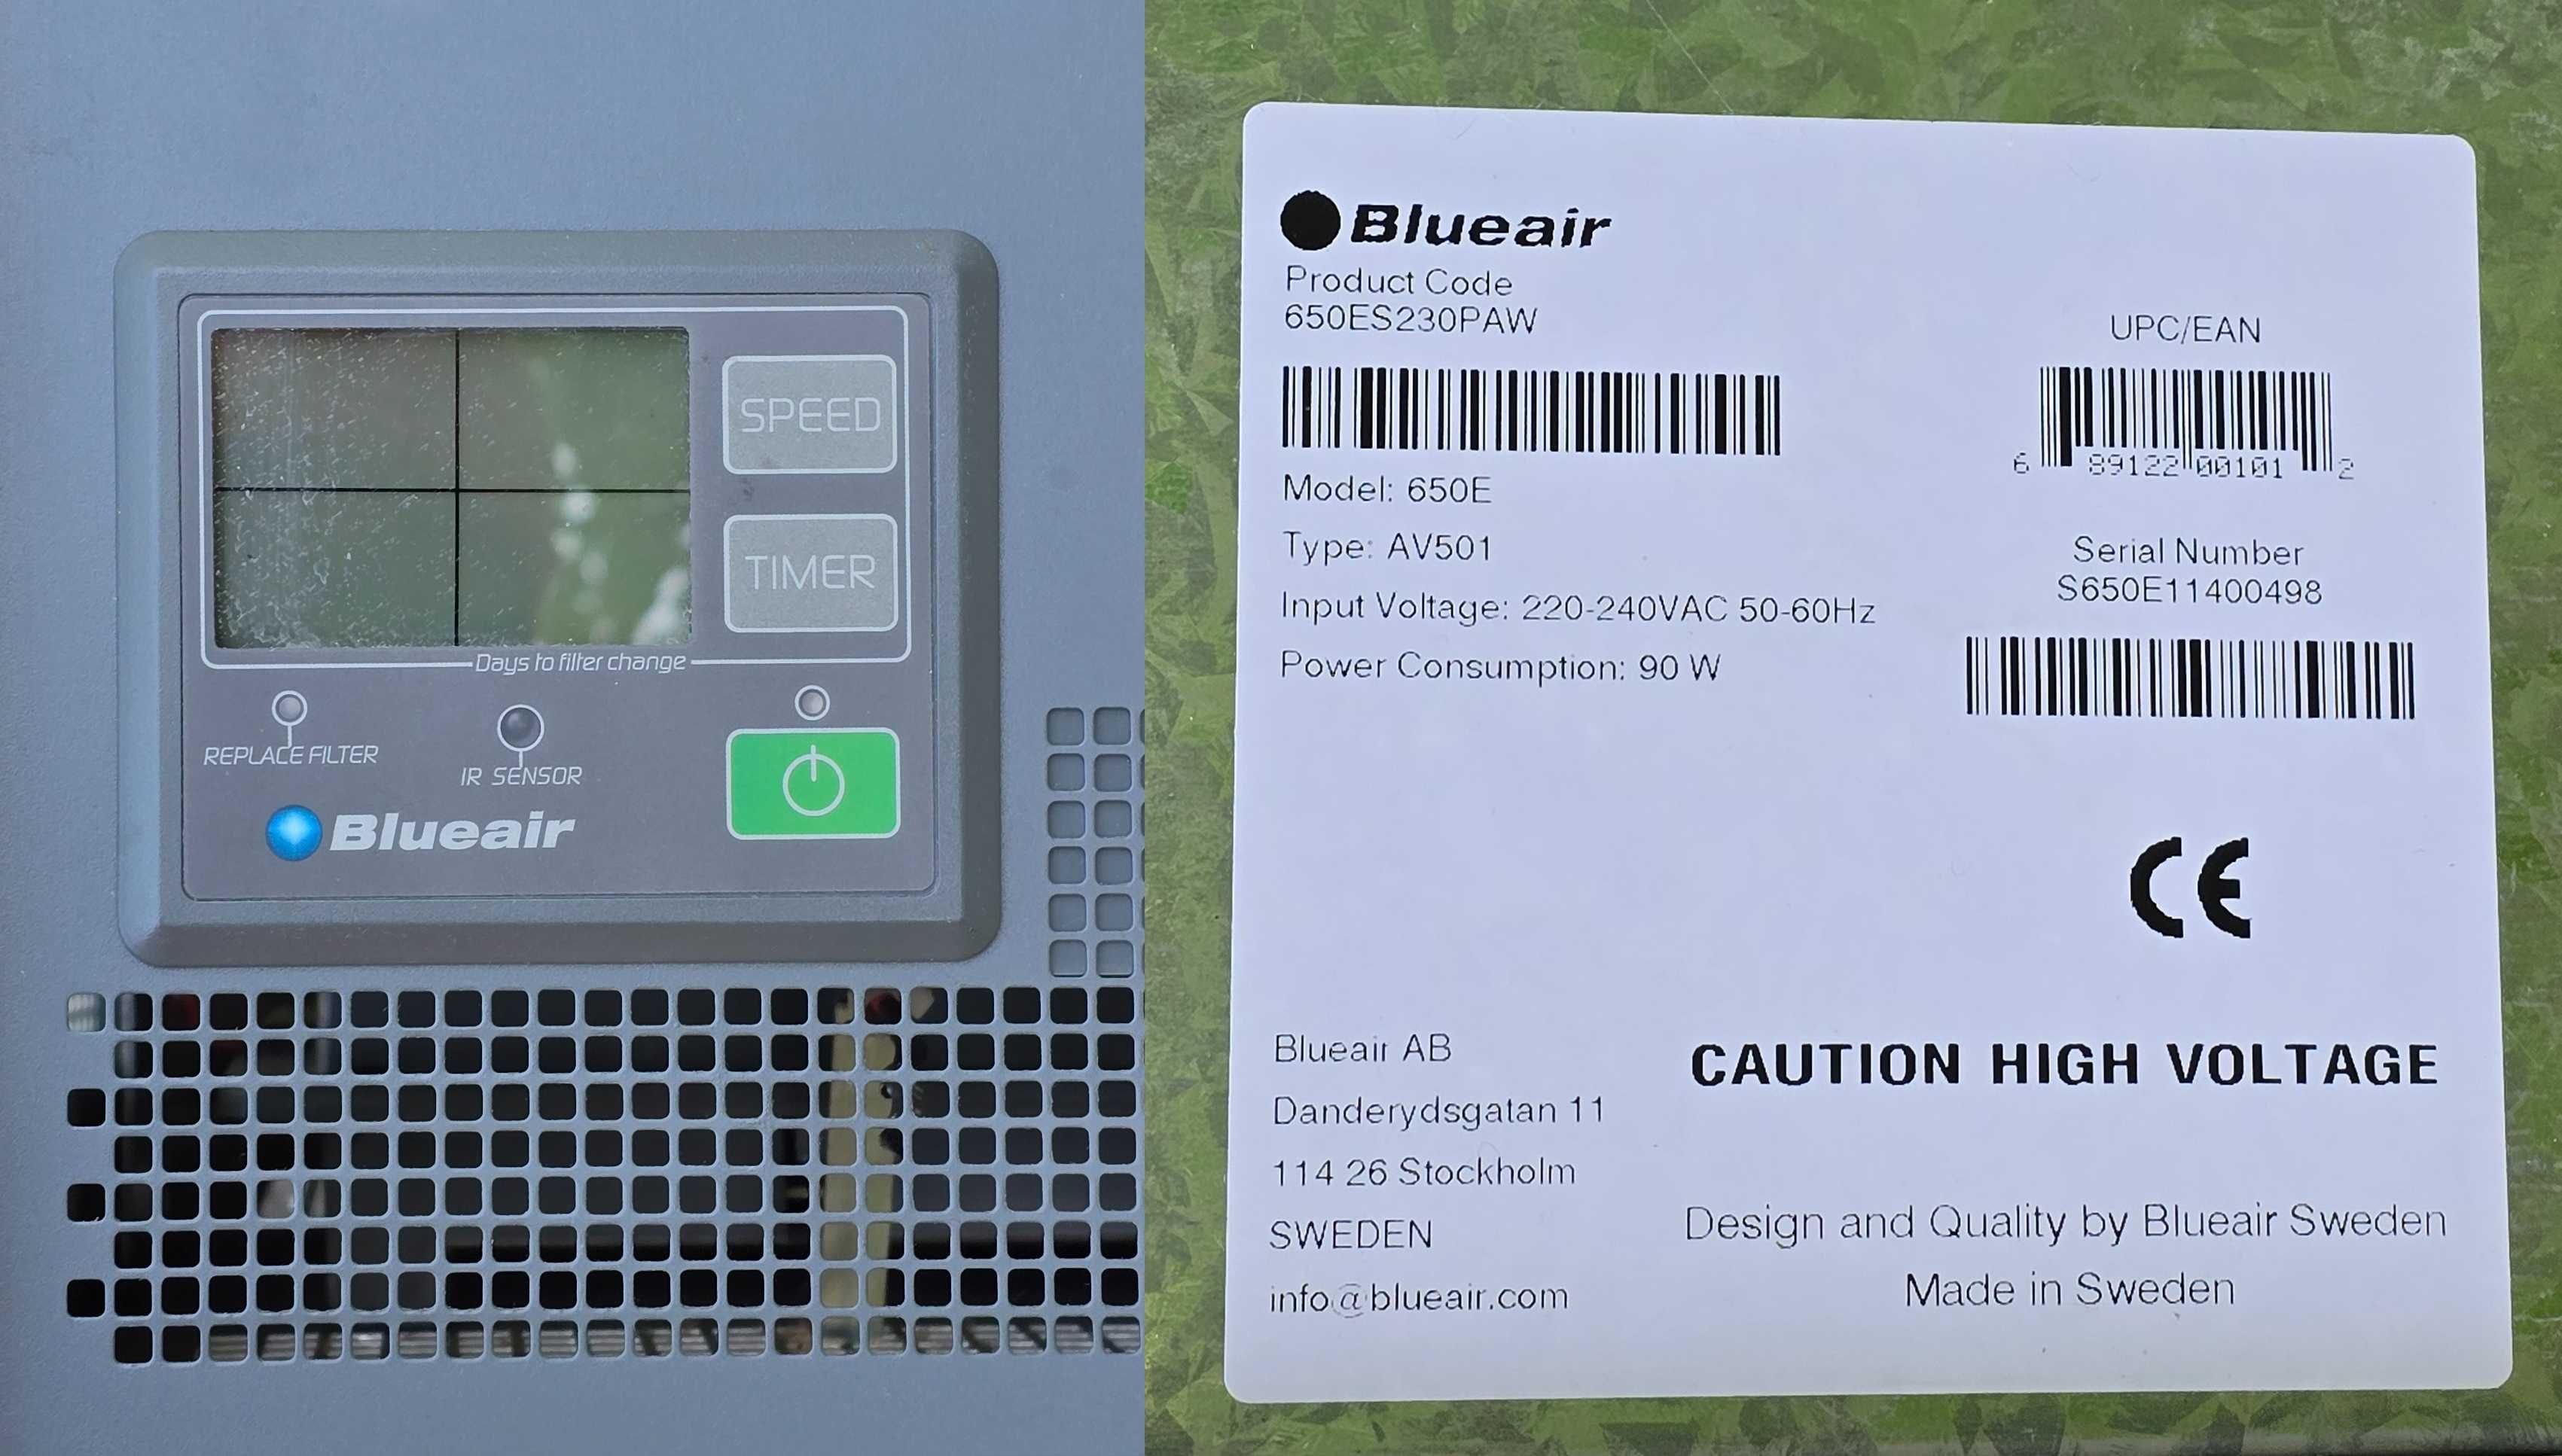 SPEED
TIMER
Days to filter change
REPLACE FILTER
IR SENSOR
Blueair
Blueair
Product Code
650ES230PAW
UPC/EAN
6 89122 00101 2
Model: 650E
Type: AV501
Serial Number
S650E11400498
Input Voltage: 220-240VAC 50-60Hz
Power Consumption: 90 W
CE
Blueair AB
CAUTION HIGH VOLTAGE
Danderydsgatan 11
114 26 Stockholm
SWEDEN
Design and Quality by Blueair Sweden
info@blueair.com
Made in Sweden